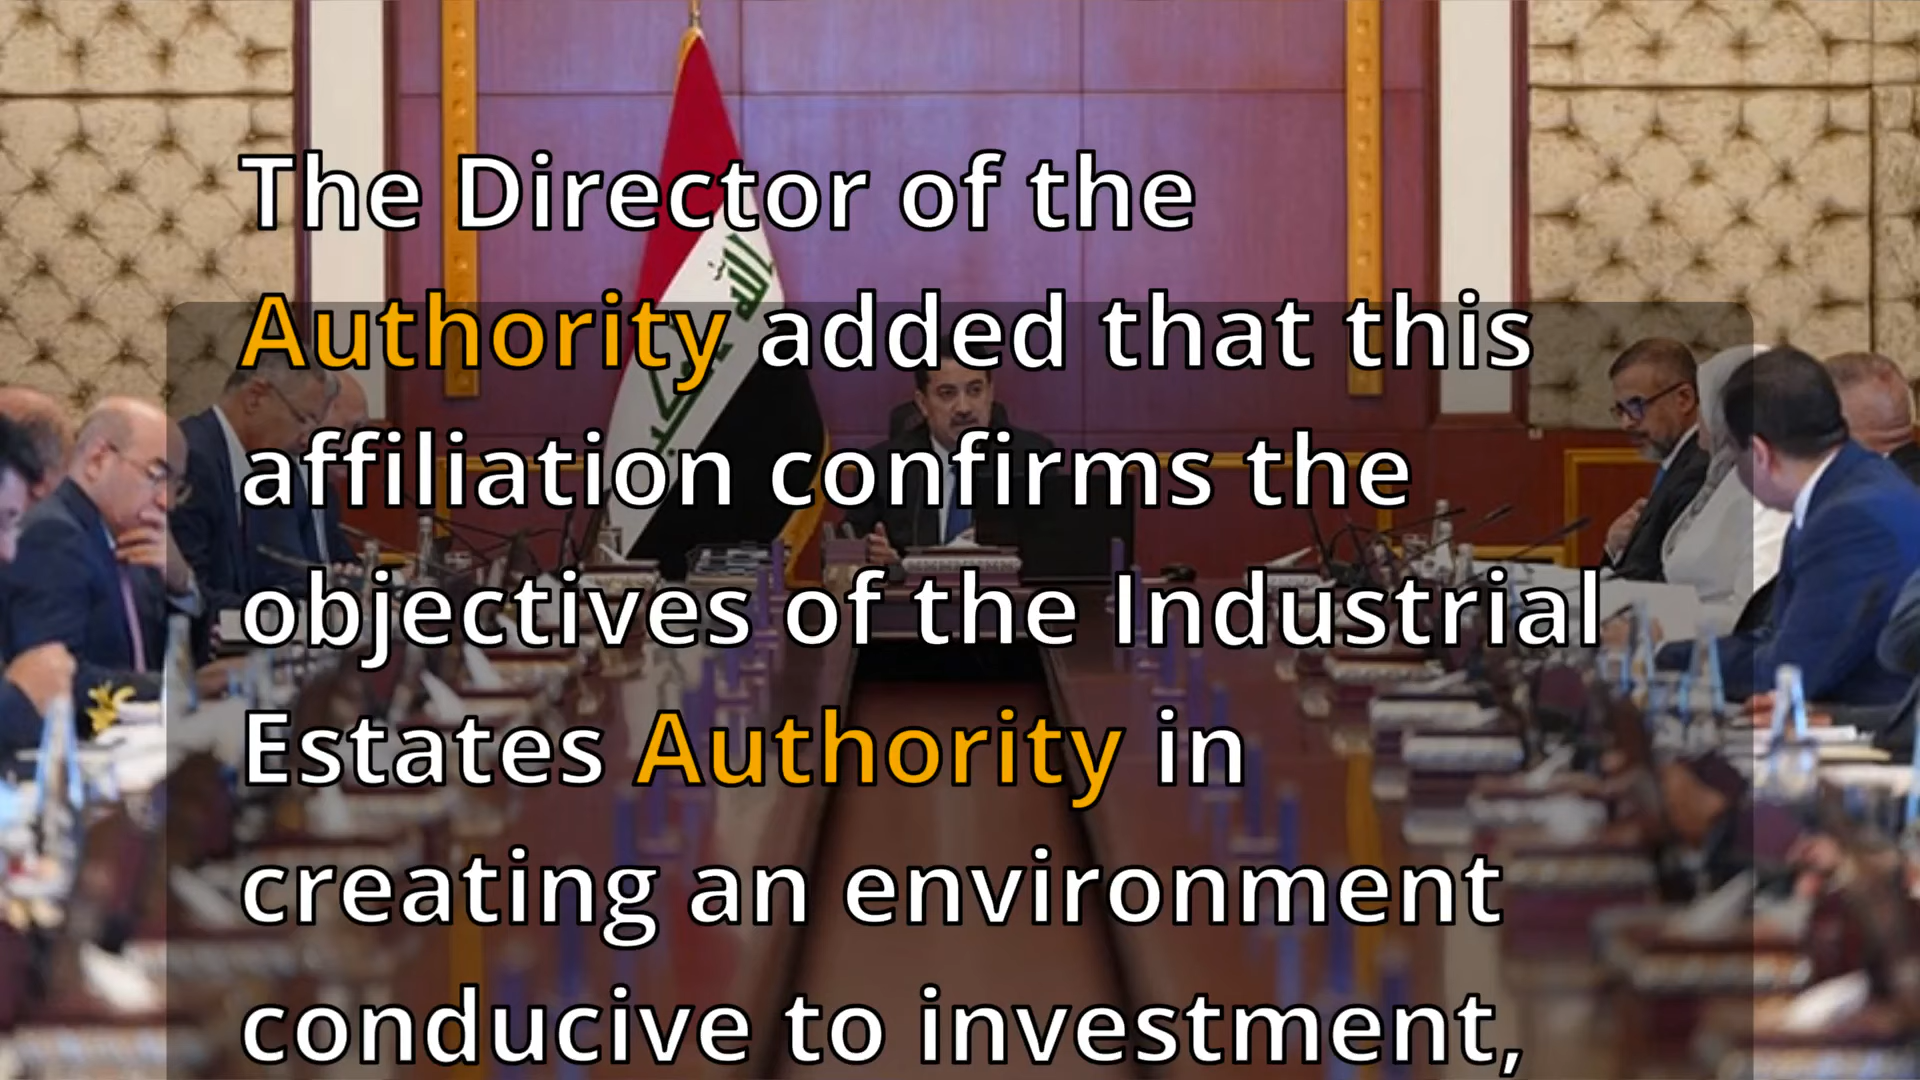 The Director of the
Authority added that this
affiliation confirms the
objectives of the Industrial
Estates Authority in
creating an environment
conducive to investment,